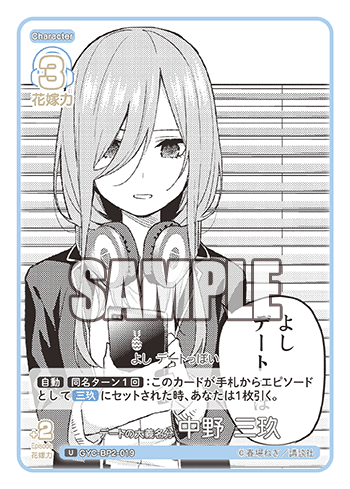 Character
3
花嫁力
よし
デート
は
SAMPLE
よし デートっぽい
自動 同名ターン1回:このカードが手札からエピソード
として 三玖 にセットされた時、あなたは1枚引く。
+2
Episode
花嫁力
デートの大義名分
中野 三玖
U GYC-BP2-019
©春場ねぎ/講談社